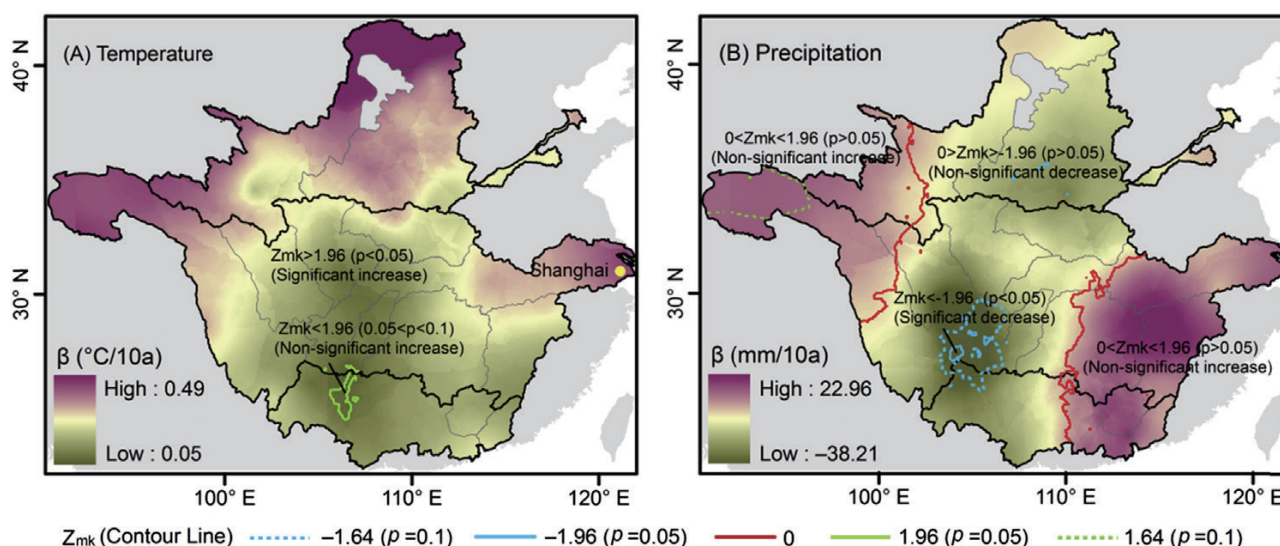 (A) Temperature
40° N
30° N
Zmk>1.96 (p<0.05)
(Significant increase)
Shanghai
Zmk<1.96 (0.05<p<0.1)
(Non-significant increase)
β (°C/10a)
High : 0.49
Low : 0.05
100° E
110° E
120° E
(B) Precipitation
40° N
30° N
0<Zmk<1.96 (p>0.05)
(Non-significant increase)
0>Zmk>-1.96 (p>0.05)
(Non-significant decrease)
Zmk<-1.96 (p<0.05)
(Significant decrease)
0<Zmk<1.96 (p>0.05)
(Non-significant increase)
β (mm/10a)
High : 22.96
Low : –38.21
100° E
110° E
120° E
Zmk (Contour Line) –1.64 (p =0.1) –1.96 (p =0.05) 0 1.96 (p =0.05) 1.64 (p =0.1)